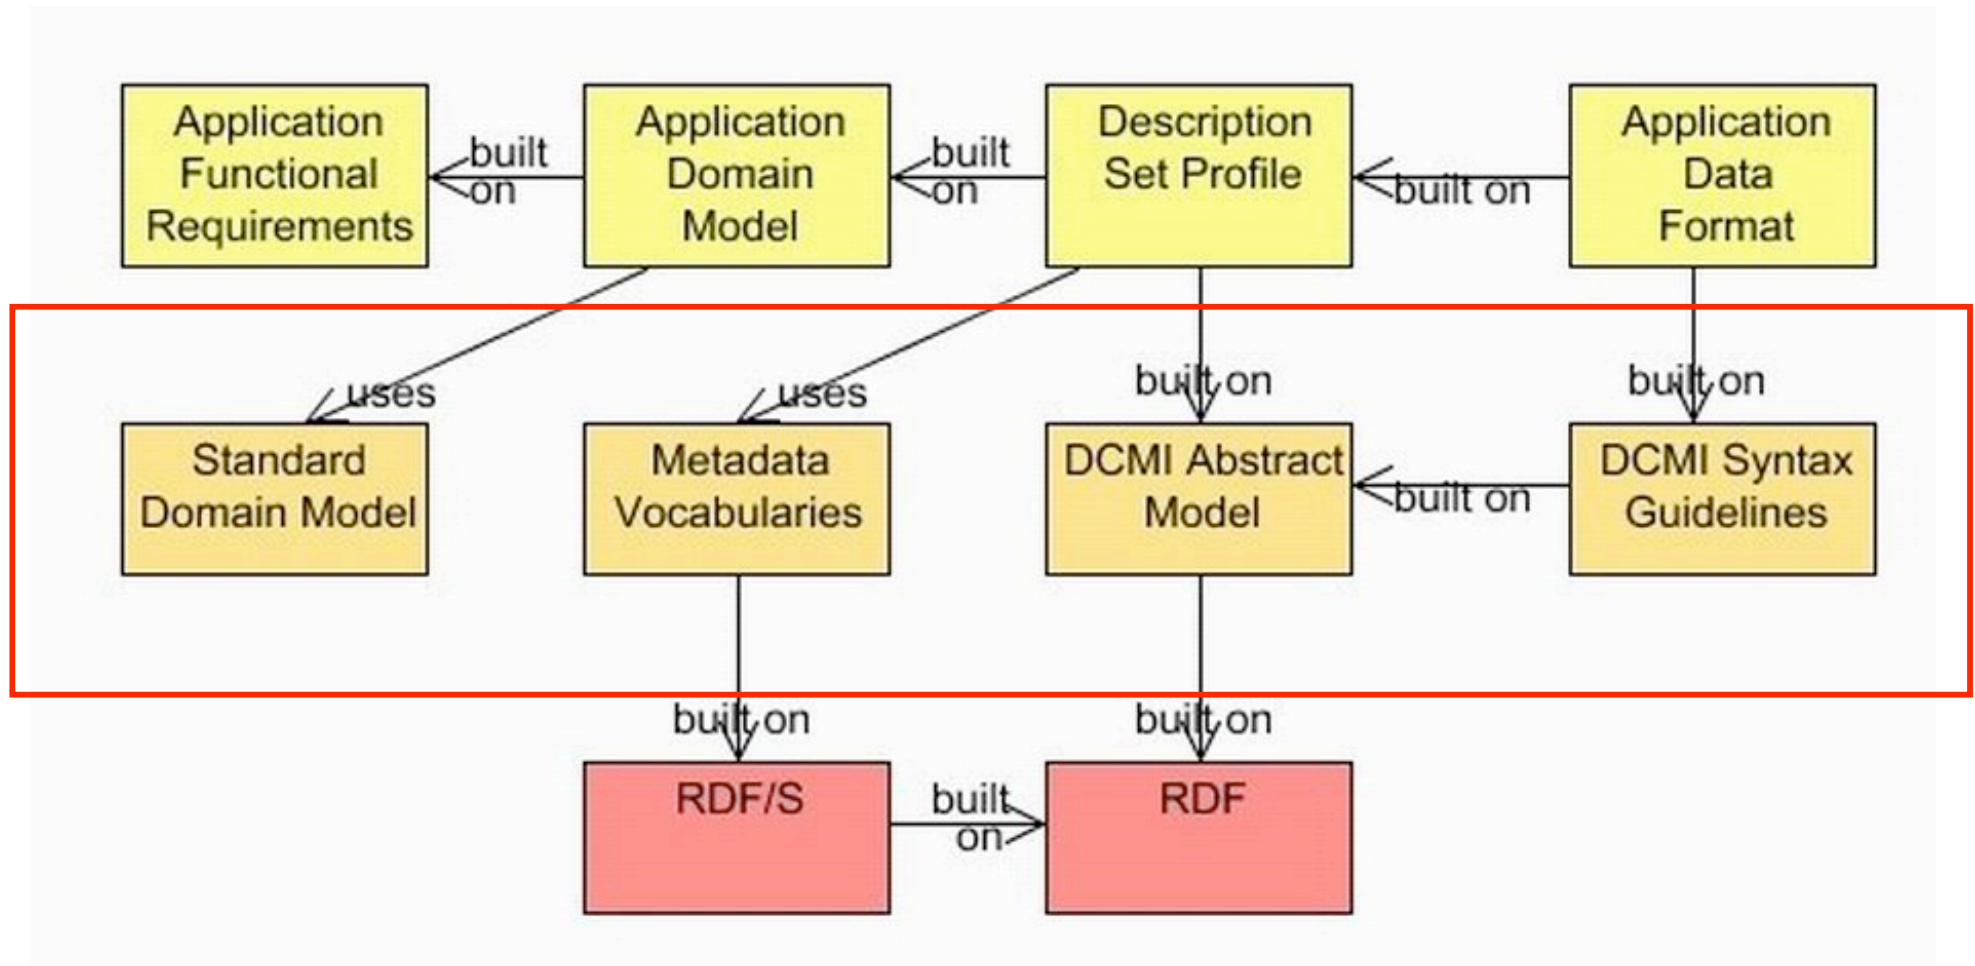 Application
Functional
Requirements
built
on
Application
Domain
Model
built
on
Description
Set Profile
built on
Application
Data
Format
uses
uses
built on
built on
Standard
Domain Model
Metadata
Vocabularies
DCMI Abstract
Model
built on
DCMI Syntax
Guidelines
built on
built on
RDF/S
built
on
RDF